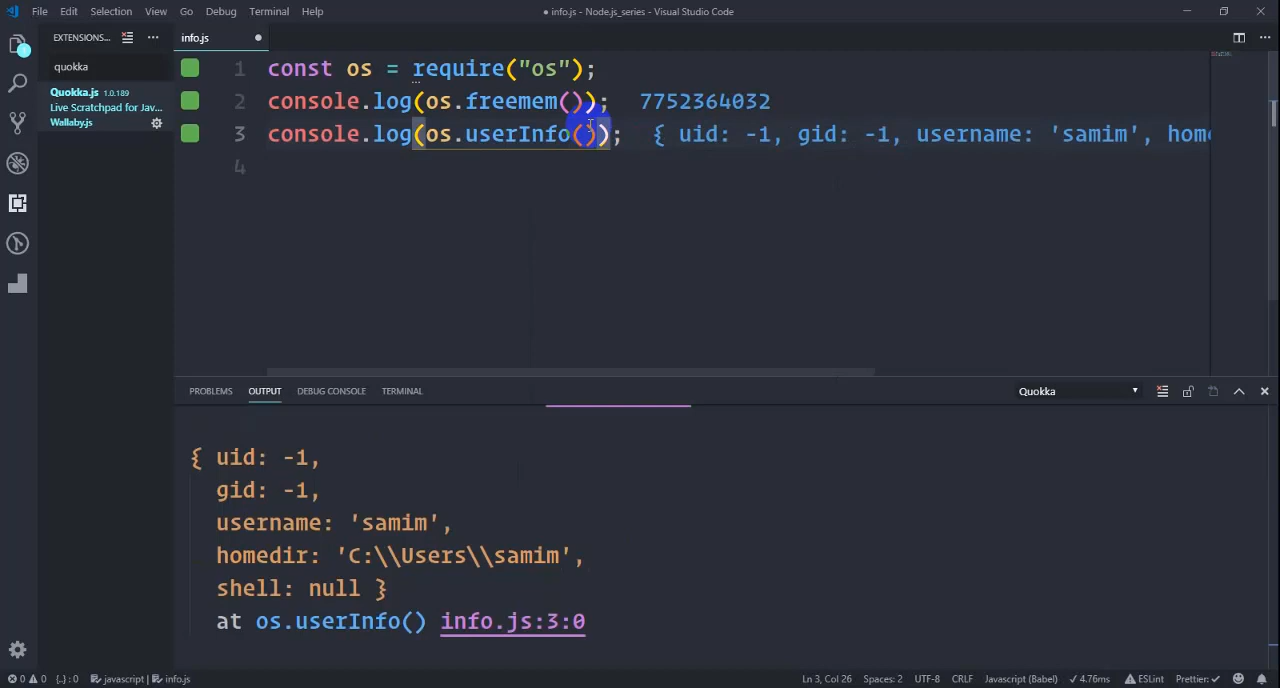 File Edit Selection View Go Debug Terminal Help
● info.js - Node.js_series - Visual Studio Code
EXTENSIONS...
info.js
quokka
Quokka.js 1.0.189
Live Scratchpad for Jav...
Wallaby.js
1 const os = require("os");
2 console.log(os.freemem()); 7752364032
3 console.log(os.userInfo()); { uid: -1, gid: -1, username: 'samim', home
4
PROBLEMS OUTPUT DEBUG CONSOLE TERMINAL
Quokka
{ uid: -1,
gid: -1,
username: 'samim',
homedir: 'C:\\Users\\samim',
shell: null }
at os.userInfo() info.js:3:0
0 0 {..} : 0 javascript | info.js
Ln 3, Col 26 Spaces: 2 UTF-8 CRLF Javascript (Babel) ✓ 4.76ms ESLint Prettier: ✓